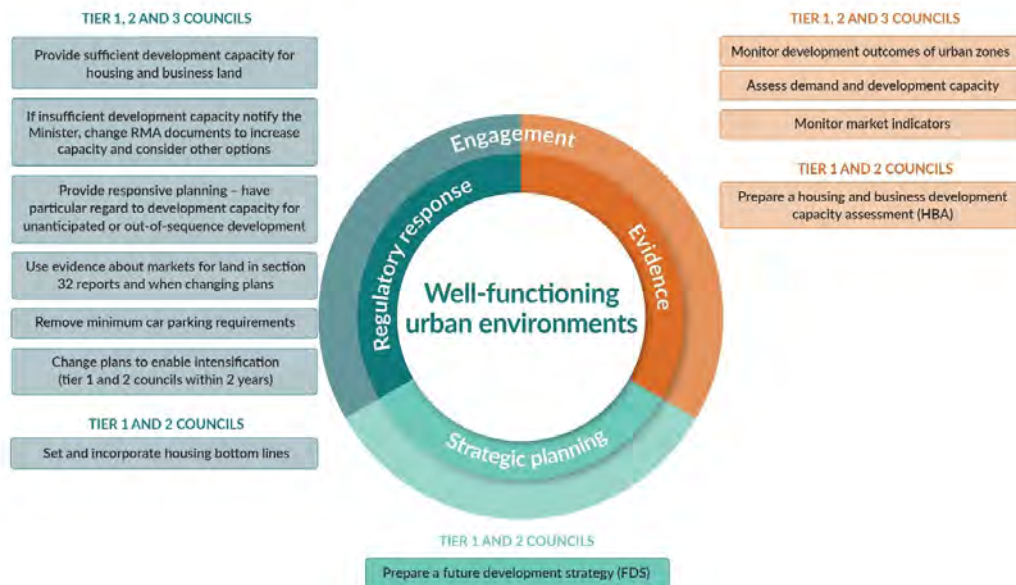 TIER 1, 2 AND 3 COUNCILS
Provide sufficient development capacity for
housing and business land
If insufficient development capacity notify the
Minister, change RMA documents to increase
capacity and consider other options
Provide responsive planning – have
particular regard to development capacity for
unanticipated or out-of-sequence development
Use evidence about markets for land in section
32 reports and when changing plans
Remove minimum car parking requirements
Change plans to enable intensification
(tier 1 and 2 councils within 2 years)
TIER 1 AND 2 COUNCILS
Set and incorporate housing bottom lines
Engagement
Regulatory response
Evidence
Strategic planning
Well-functioning
urban environments
TIER 1, 2 AND 3 COUNCILS
Monitor development outcomes of urban zones
Assess demand and development capacity
Monitor market indicators
TIER 1 AND 2 COUNCILS
Prepare a housing and business development
capacity assessment (HBA)
TIER 1 AND 2 COUNCILS
Prepare a future development strategy (FDS)